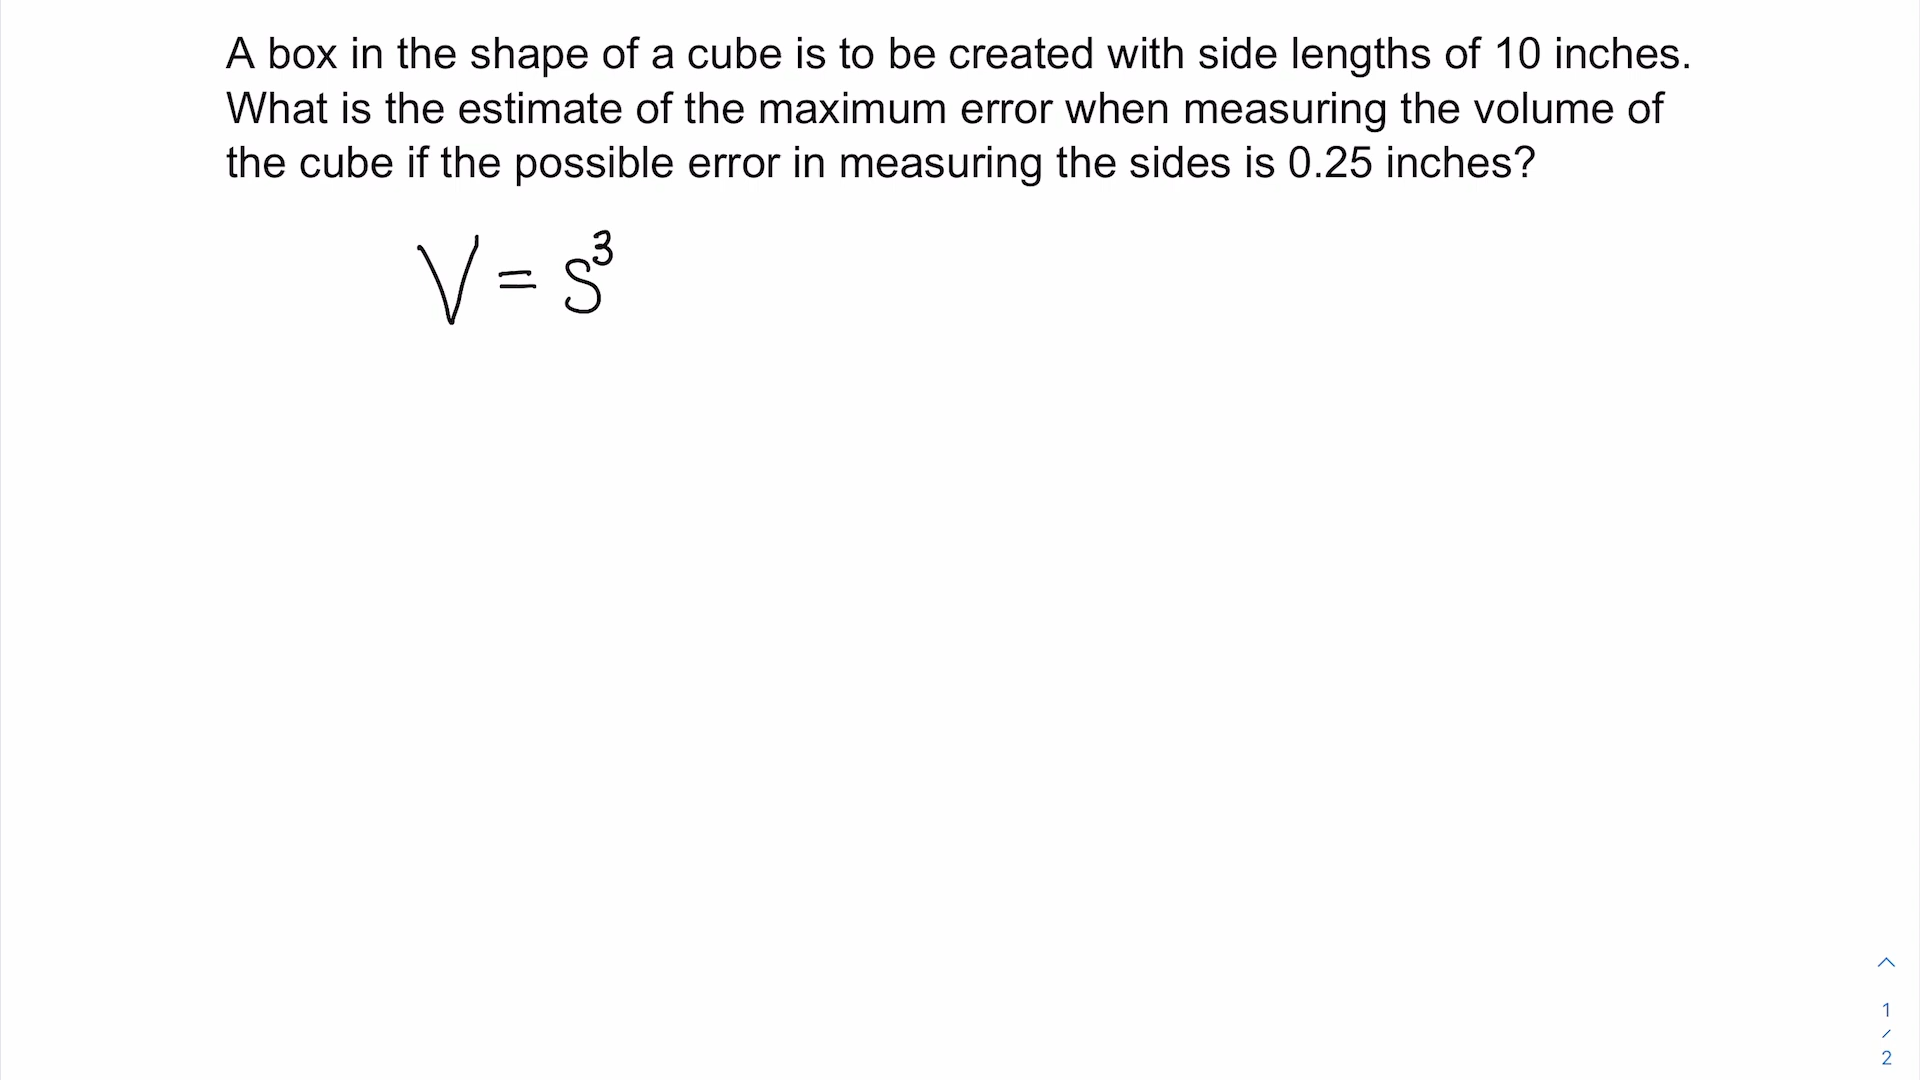 A box in the shape of a cube is to be created with side lengths of 10 inches.
What is the estimate of the maximum error when measuring the volume of
the cube if the possible error in measuring the sides is 0.25 inches?
V = s³
1
/
2